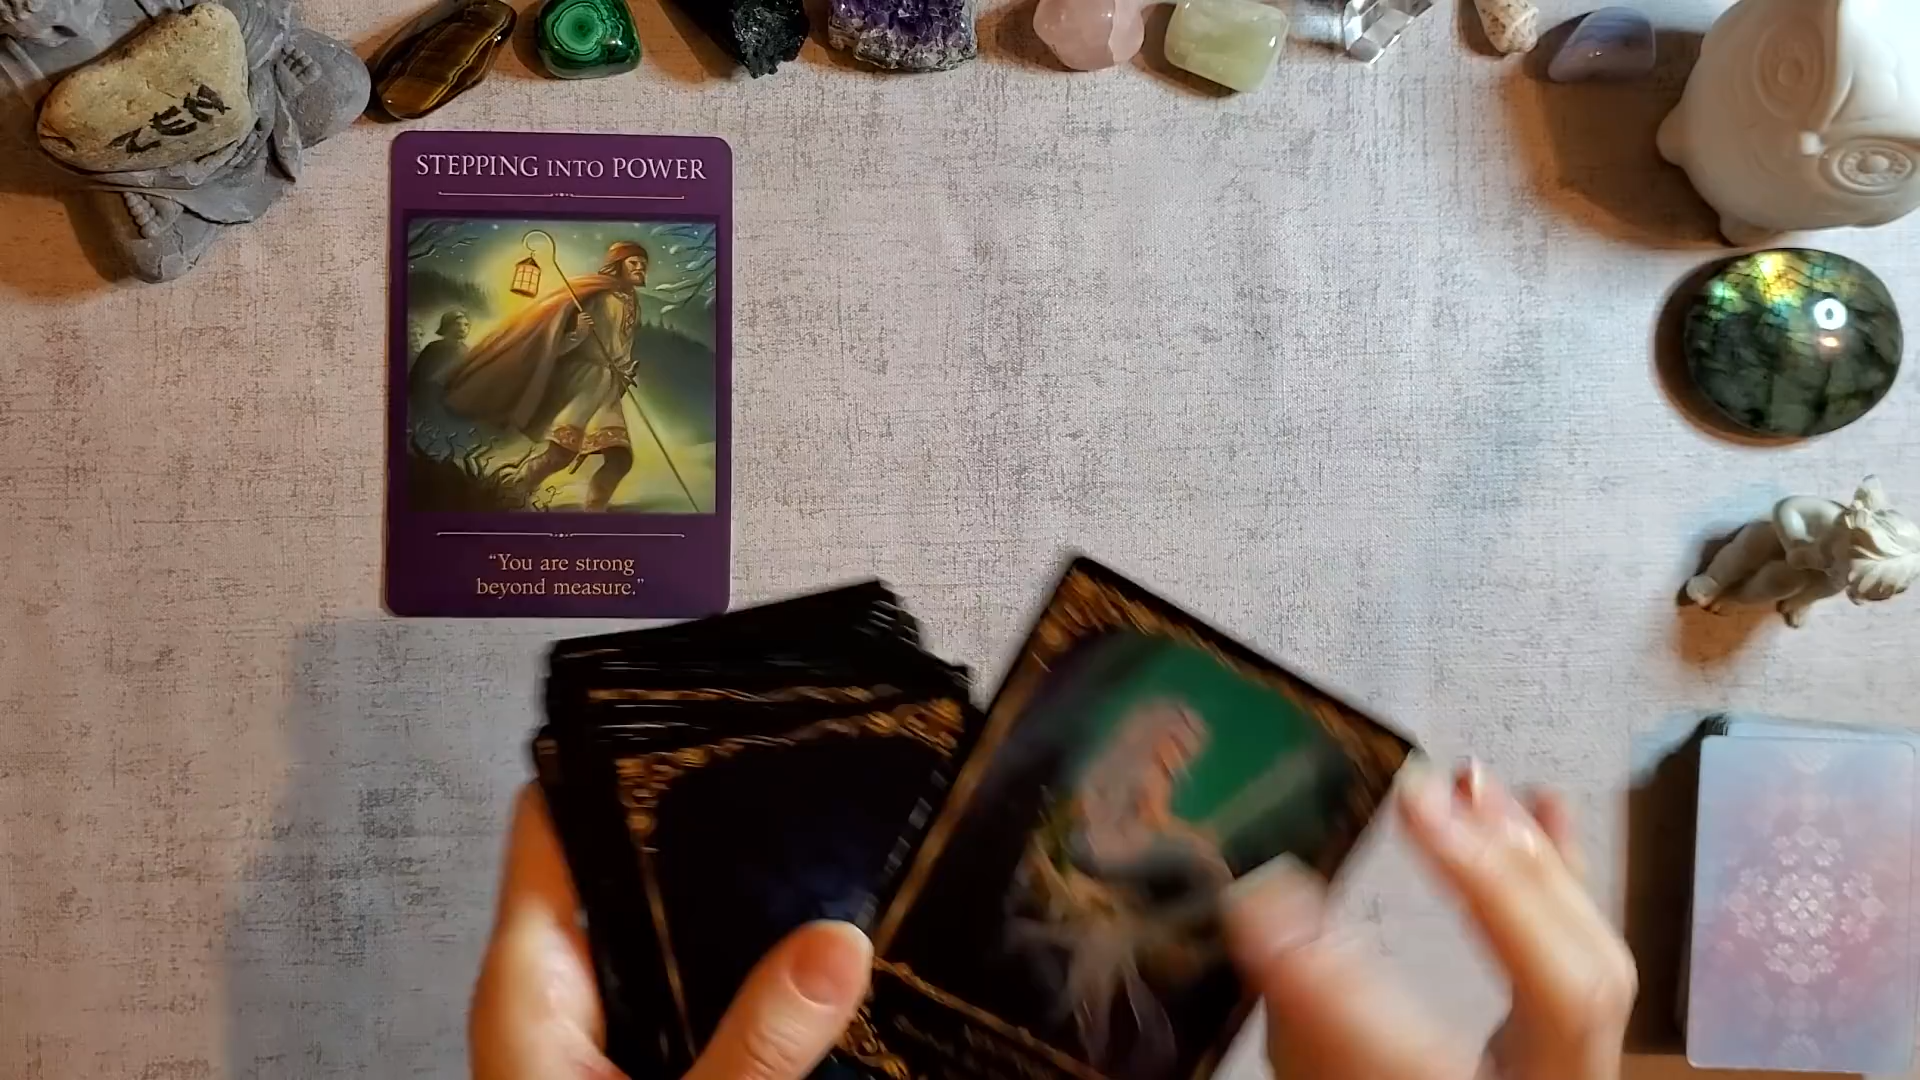 ZEN
STEPPING INTO POWER
“You are strong
beyond measure.”